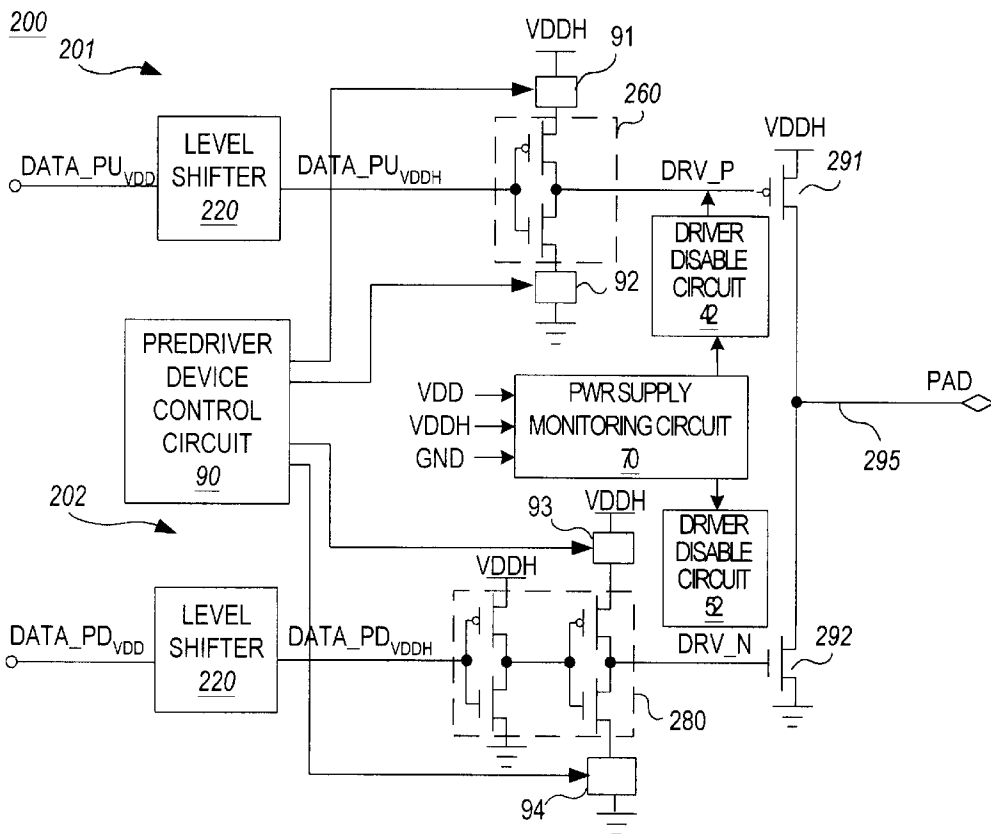 200
201
VDDH
91
260
VDDH
291
DATA_PU_VDD
LEVEL
SHIFTER
220
DATA_PU_VDDH
DRV_P
DRIVER
DISABLE
CIRCUIT
42
92
PREDRIVER
DEVICE
CONTROL
CIRCUIT
90
VDD
VDDH
GND
PWR SUPPLY
MONITORING CIRCUIT
70
PAD
295
202
93
VDDH
DRIVER
DISABLE
CIRCUIT
52
VDDH
DATA_PD_VDD
LEVEL
SHIFTER
220
DATA_PD_VDDH
DRV_N
292
280
94